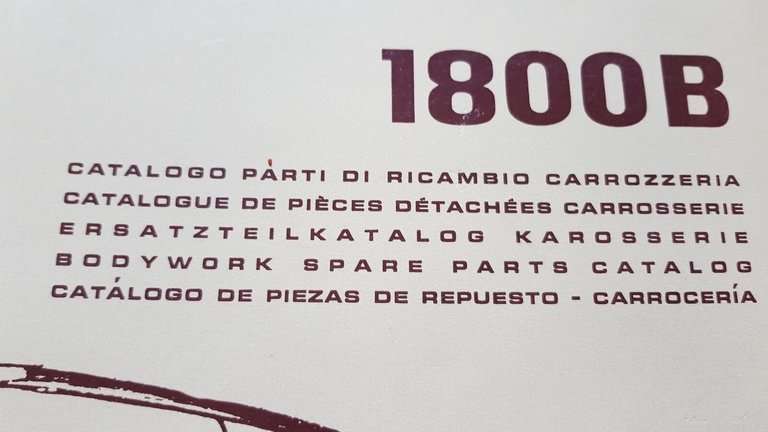 1800B
CATALOGO PARTI DI RICAMBIO CARROZZERIA
CATALOGUE DE PIÈCES DÉTACHÉES CARROSSERIE
ERSATZTEILKATALOG KAROSSERIE
BODYWORK SPARE PARTS CATALOG
CATÁLOGO DE PIEZAS DE REPUESTO - CARROCERÍA